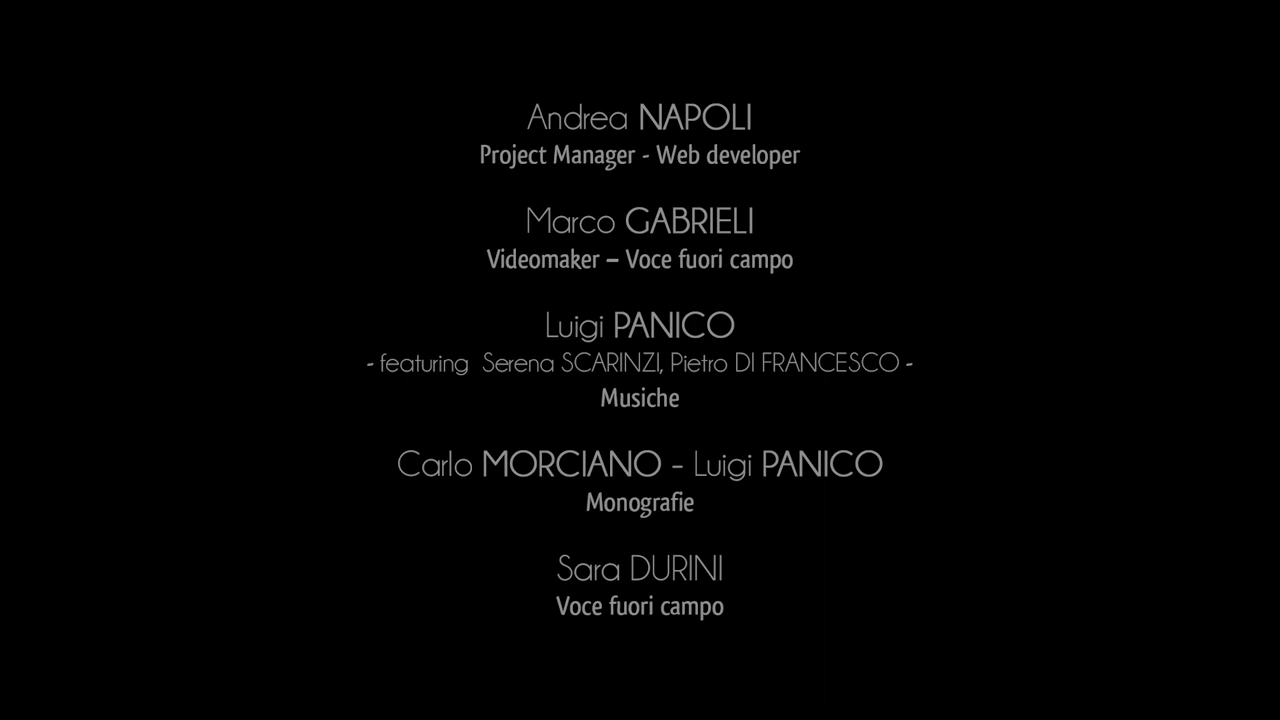 Andrea NAPOLI
Project Manager - Web developer
Marco GABRIELI
Videomaker – Voce fuori campo
Luigi PANICO
- featuring Serena SCARINZI, Pietro DI FRANCESCO -
Musiche
Carlo MORCIANO - Luigi PANICO
Monografie
Sara DURINI
Voce fuori campo